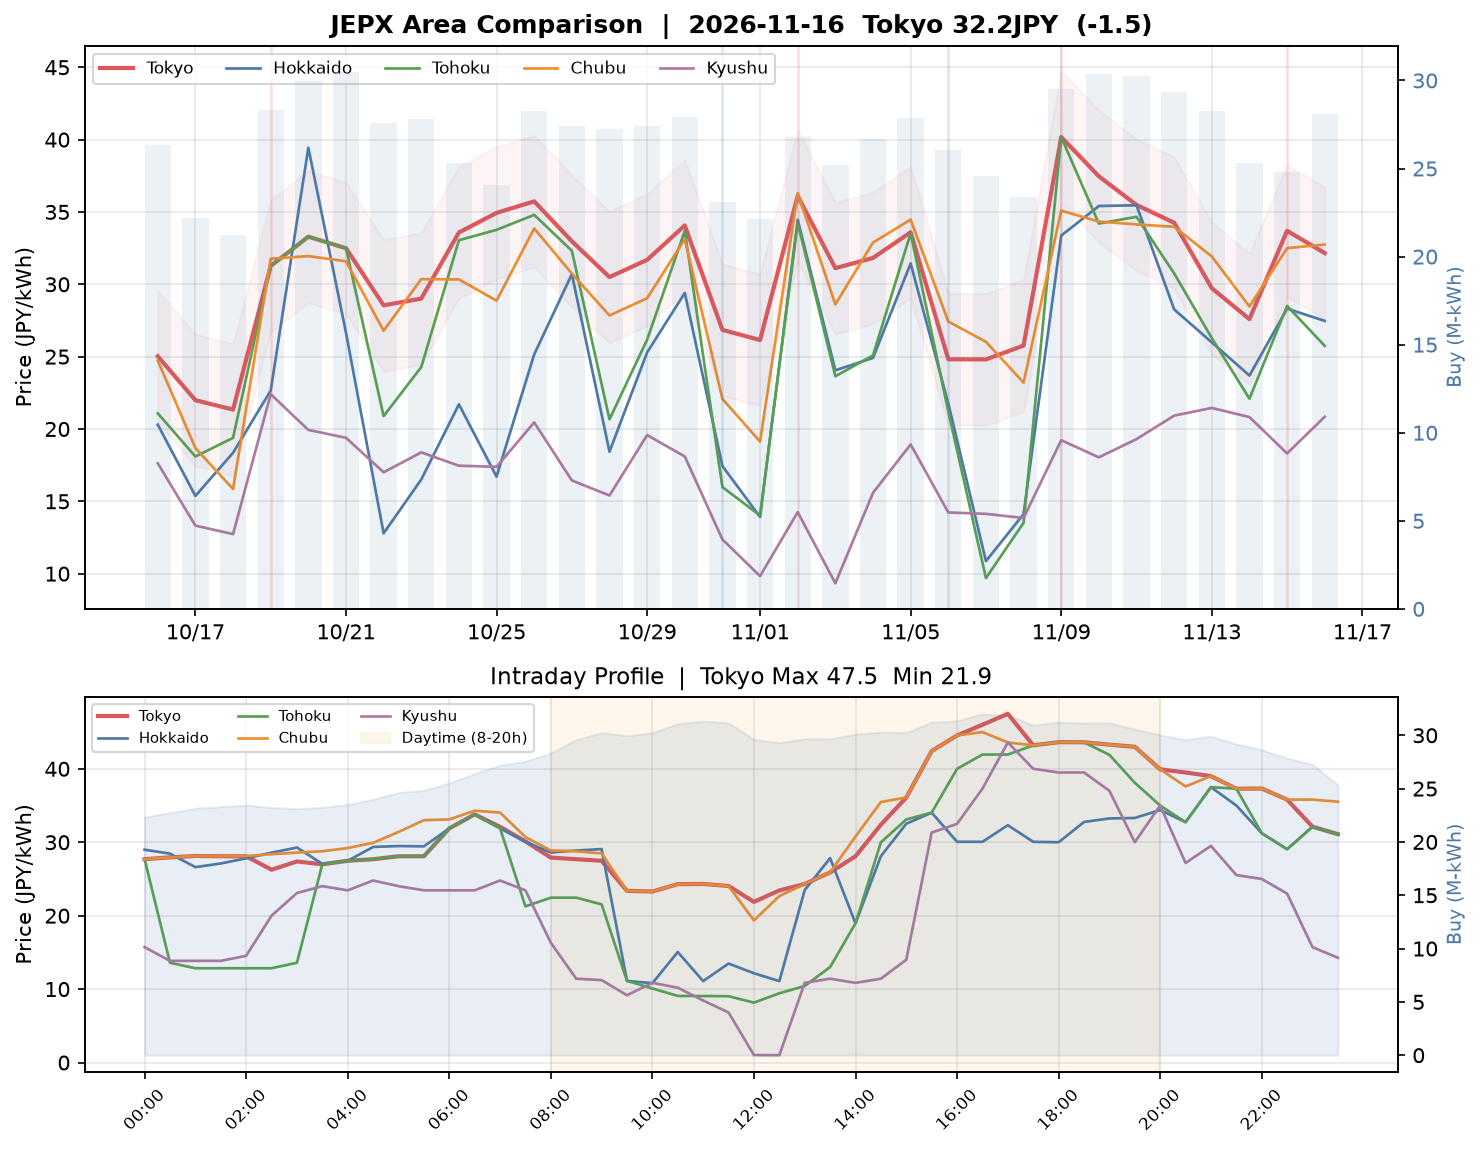 JEPX Area Comparison | 2026-11-16 Tokyo 32.2JPY (-1.5)
Tokyo Hokkaido Tohoku Chubu Kyushu
Price (JPY/kWh)
45
40
35
30
25
20
15
10
Buy (M-kWh)
30
25
20
15
10
5
0
10/17 10/21 10/25 10/29 11/01 11/05 11/09 11/13 11/17
Intraday Profile | Tokyo Max 47.5 Min 21.9
Tokyo Tohoku Kyushu
Hokkaido Chubu Daytime (8-20h)
Price (JPY/kWh)
40
30
20
10
0
Buy (M-kWh)
30
25
20
15
10
5
0
00:00 02:00 04:00 06:00 08:00 10:00 12:00 14:00 16:00 18:00 20:00 22:00